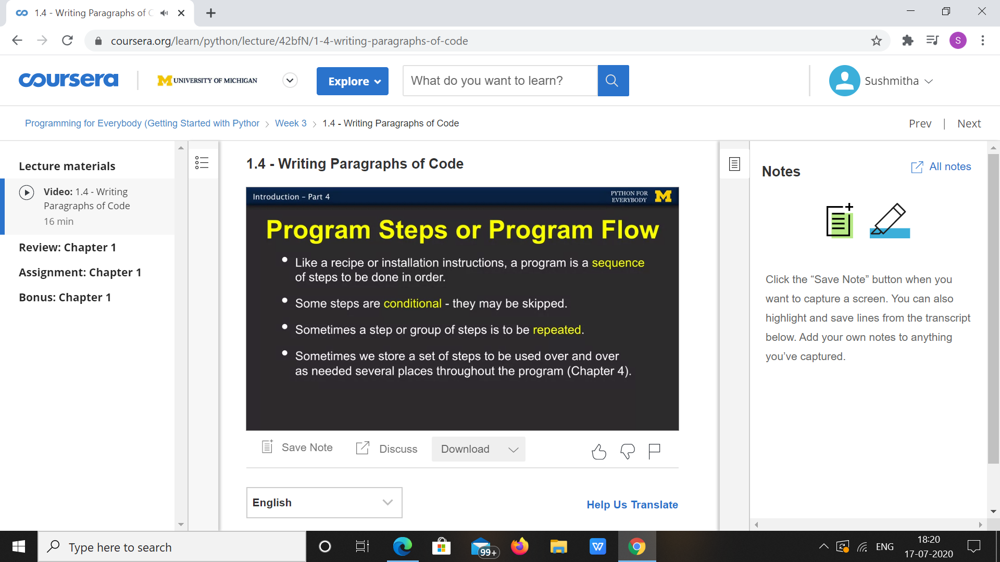 1.4 - Writing Paragraphs of C
coursera.org/learn/python/lecture/42bfN/1-4-writing-paragraphs-of-code
S
coursera
M UNIVERSITY OF MICHIGAN
Explore
What do you want to learn?
Sushmitha
Programming for Everybody (Getting Started with Pythor > Week 3 > 1.4 - Writing Paragraphs of Code
Prev | Next
Lecture materials
Video: 1.4 - Writing
Paragraphs of Code
16 min
Review: Chapter 1
Assignment: Chapter 1
Bonus: Chapter 1
1.4 - Writing Paragraphs of Code
Introduction – Part 4
PYTHON FOR
EVERYBODY
M
Program Steps or Program Flow
• Like a recipe or installation instructions, a program is a sequence
of steps to be done in order.
• Some steps are conditional - they may be skipped.
• Sometimes a step or group of steps is to be repeated.
• Sometimes we store a set of steps to be used over and over
as needed several places throughout the program (Chapter 4).
Save Note
Discuss
Download
English
Help Us Translate
Notes
All notes
Click the “Save Note” button when you
want to capture a screen. You can also
highlight and save lines from the transcript
below. Add your own notes to anything
you’ve captured.
Type here to search
99+
W
ENG
18:20
17-07-2020